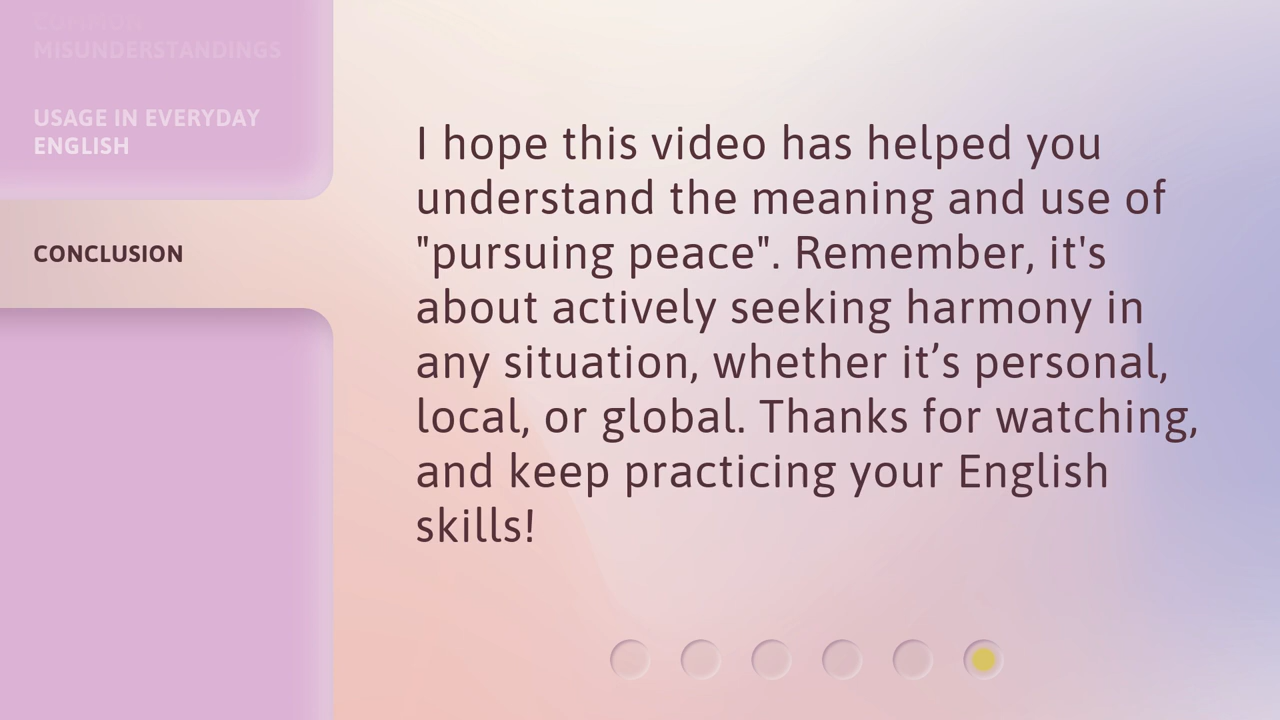 COMMON
MISUNDERSTANDINGS
USAGE IN EVERYDAY
ENGLISH
CONCLUSION
I hope this video has helped you
understand the meaning and use of
"pursuing peace". Remember, it's
about actively seeking harmony in
any situation, whether it’s personal,
local, or global. Thanks for watching,
and keep practicing your English
skills!